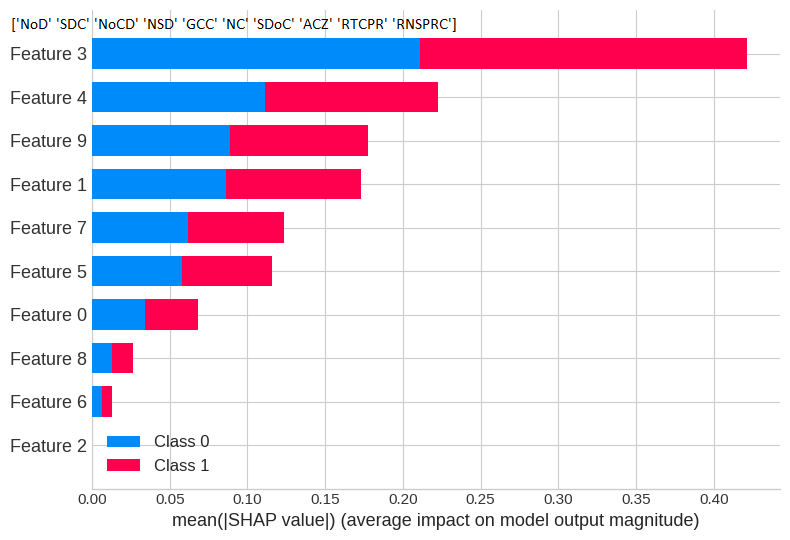 ['NoD' 'SDC' 'NoCD' 'NSD' 'GCC' 'NC' 'SDoC' 'ACZ' 'RTCPR' 'RNSPRC']
Feature 3
Feature 4
Feature 9
Feature 1
Feature 7
Feature 5
Feature 0
Feature 8
Feature 6
Feature 2
Class 0
Class 1
0.00 0.05 0.10 0.15 0.20 0.25 0.30 0.35 0.40
mean(|SHAP value|) (average impact on model output magnitude)